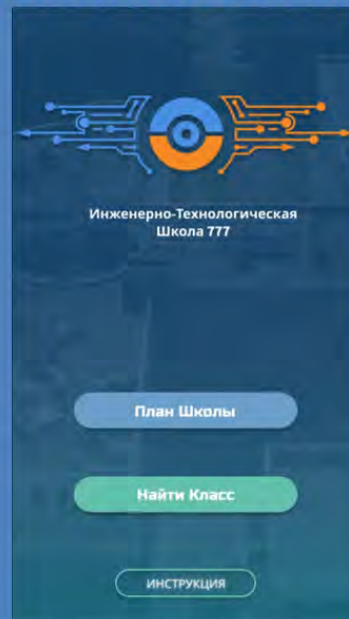 Инженерно-Технологическая
Школа 777
План Школы
Найти Класс
ИНСТРУКЦИЯ